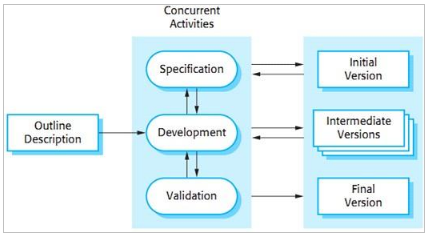 Concurrent
Activities
Specification
Initial
Version
Outline
Description
Development
Intermediate
Versions
Validation
Final
Version